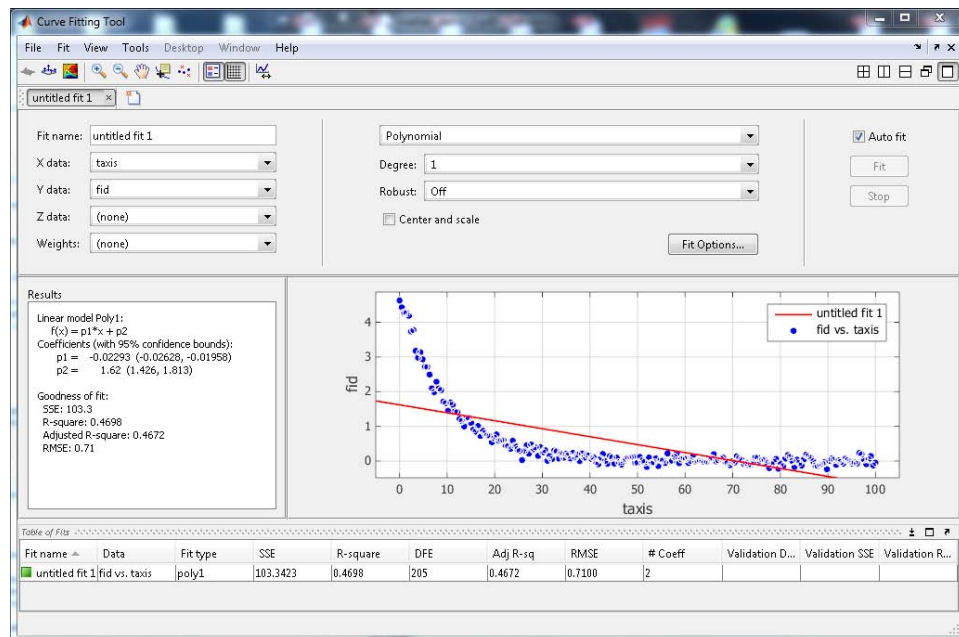 Curve Fitting Tool
File Fit View Tools Desktop Window Help
untitled fit 1
Fit name: untitled fit 1
X data: taxis
Y data: fid
Z data: (none)
Weights: (none)
Polynomial
Degree: 1
Robust: Off
Center and scale
Fit Options...
Auto fit
Fit
Stop
Results
Linear model Poly1:
f(x) = p1*x + p2
Coefficients (with 95% confidence bounds):
p1 = -0.02293 (-0.02628, -0.01958)
p2 = 1.62 (1.426, 1.813)
Goodness of fit:
SSE: 103.3
R-square: 0.4698
Adjusted R-square: 0.4672
RMSE: 0.71
untitled fit 1
fid vs. taxis
fid
4
3
2
1
0
0 10 20 30 40 50 60 70 80 90 100
taxis
Table of Fits
Fit name Data Fit type SSE R-square DFE Adj R-sq RMSE # Coeff Validation D... Validation SSE Validation R...
untitled fit 1 fid vs. taxis poly1 103.3423 0.4698 205 0.4672 0.7100 2